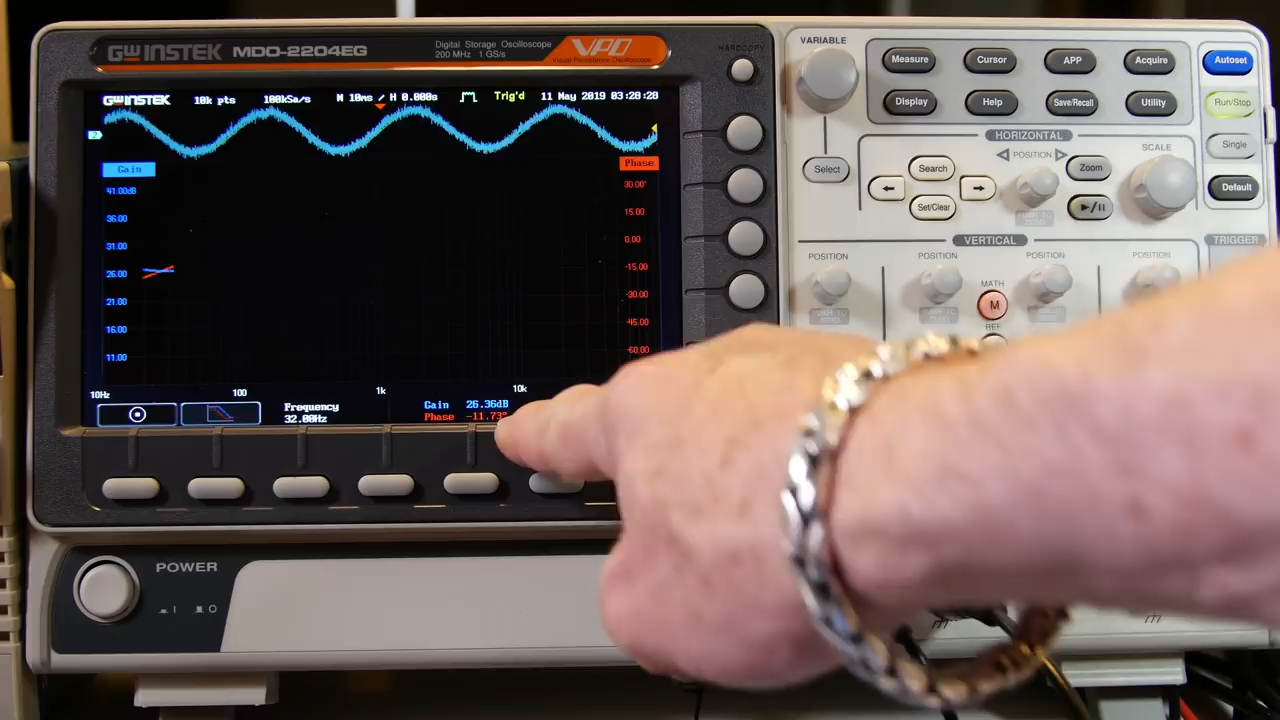 GW INSTEK MDO-2204EG Digital Storage Oscilloscope VPO
200 MHz 1 GS/s Visual Persistence Oscilloscope
HARDCOPY
GW INSTEK 10k pts 100kSa/s M 10ms / H 0.000s Trig'd 11 May 2019 03:28:28
2
Gain Phase
41.00dB 30.00°
36.00 15.00
31.00 0.00
26.00 -15.00
21.00 -30.00
16.00 -45.00
11.00 -60.00
10Hz 100 1k 10k
Frequency Gain 26.36dB
32.00Hz Phase -11.73°
POWER
I O
VARIABLE
Measure Cursor APP Acquire Autoset
Display Help Save/Recall Utility Run/Stop
HORIZONTAL
Single
POSITION SCALE
Select Search Zoom
Set/Clear Default
VERTICAL TRIGGER
POSITION POSITION POSITION POSITION
MATH
M
REF